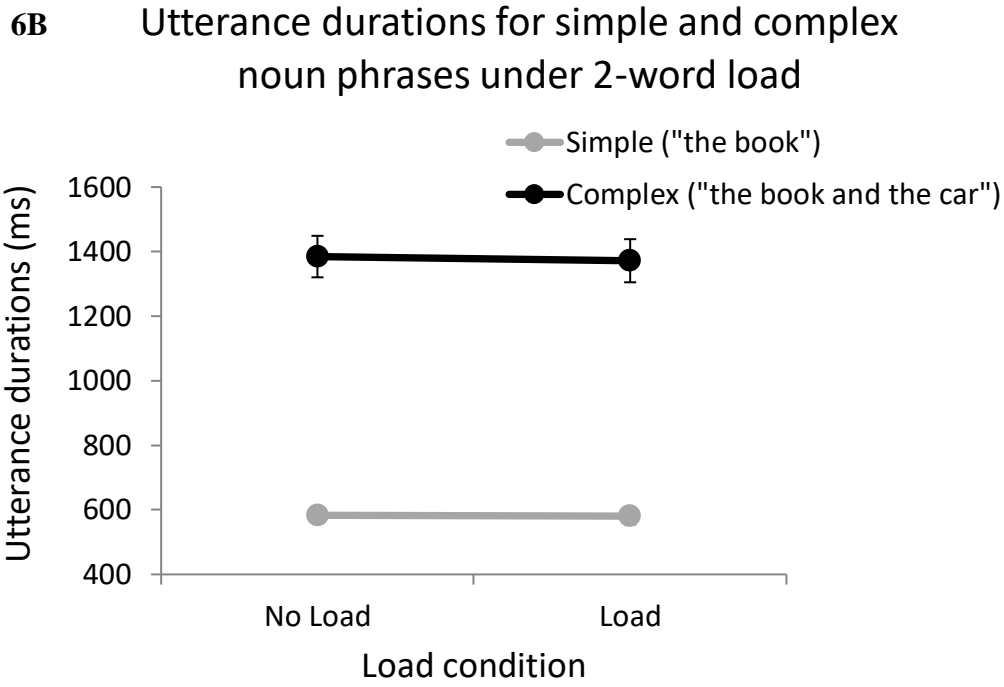 6B
Utterance durations for simple and complex
noun phrases under 2-word load
Simple ("the book")
Complex ("the book and the car")
Utterance durations (ms)
1600
1400
1200
1000
800
600
400
No Load
Load
Load condition